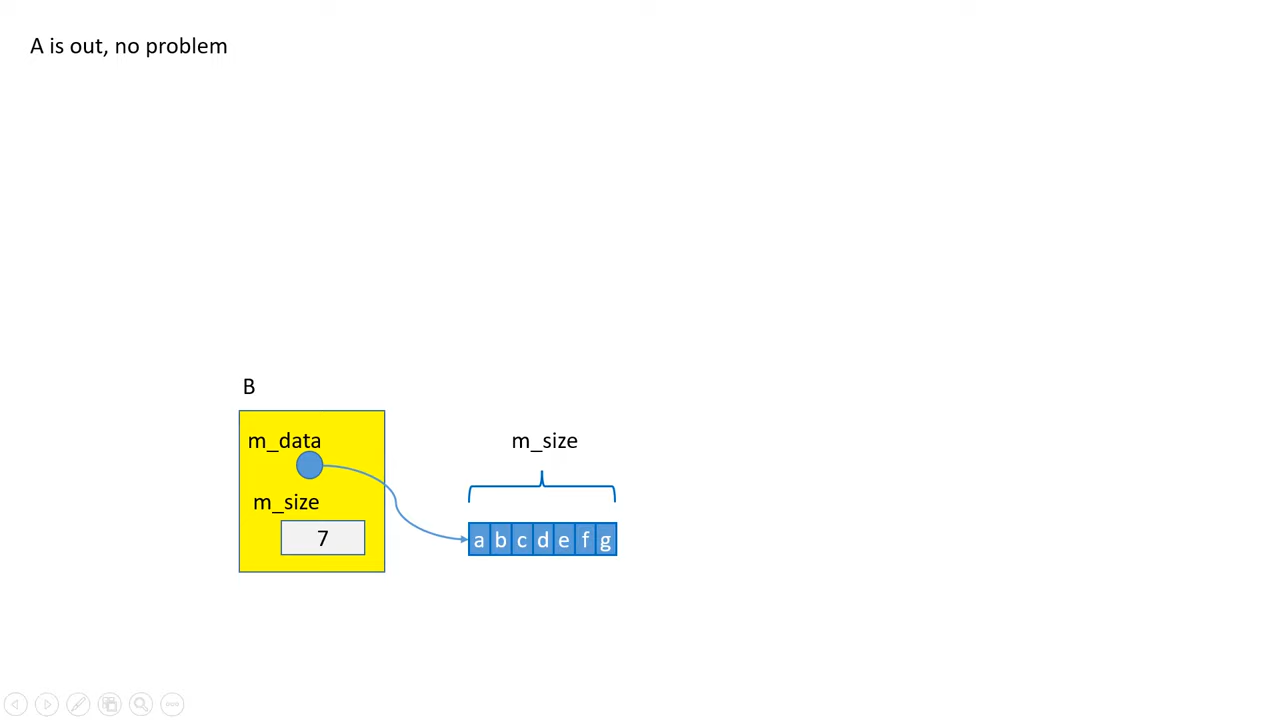 A is out, no problem
B
m_data
m_size
m_size
7
a b c d e f g